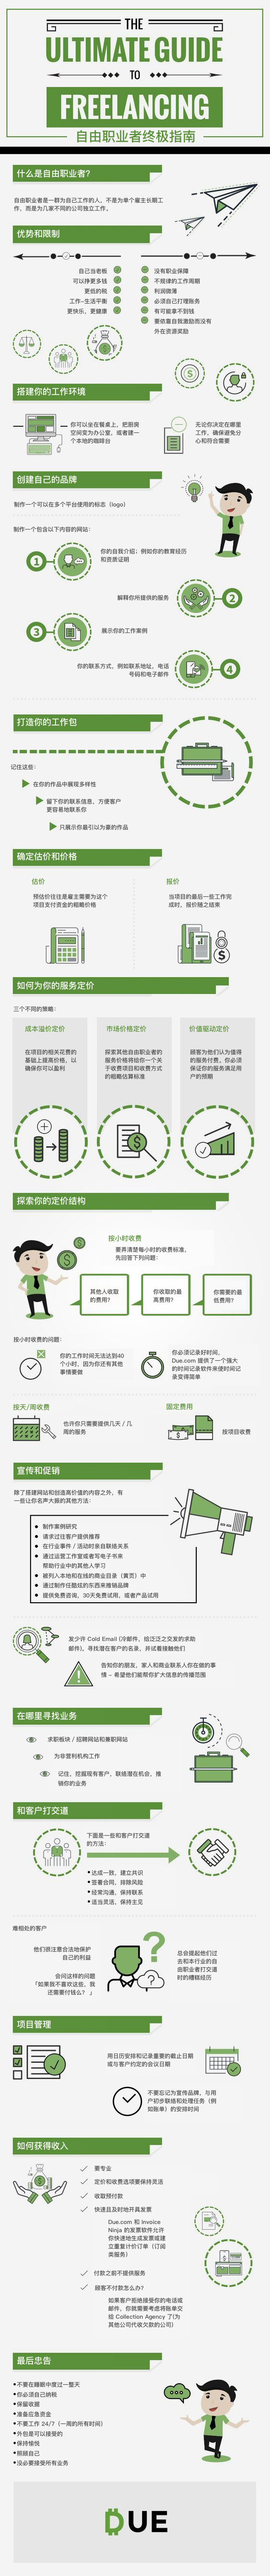 THE
ULTIMATE GUIDE
TO
FREELANCING
自由职业者终极指南
什么是自由职业者?
自由职业者是一群为自己工作的人，不是为单个雇主长期工
作，而是为几家不同的公司独立工作。
优势和限制
自己当老板
可以挣更多钱
更低的税
工作-生活平衡
更快乐，更健康
没有职业保障
不规律的工作周期
利润微薄
必须自己打理账务
有可能拿不到钱
要依靠自我激励而没有
外在资源奖励
搭建你的工作环境
你可以坐在餐桌上，把厨房
空间变为办公室，或者建一
个本地的咖啡台
无论你决定在哪里
工作，确保避免分
心和符合需要
创建自己的品牌
制作一个可以在多个平台使用的标志（logo）
制作一个包含以下内容的网站：
1
你的自我介绍；例如你的教育经历
和资质证明
解释你所提供的服务
2
3
展示你的工作案例
你的联系方式，例如联系地址，电话
号码和电子邮件
4
打造你的工作包
记住这些：
在你的作品中展现多样性
留下你的联系信息，方便客户
更容易地联系你
只展示你最引以为豪的作品
确定估价和价格
估价
预估价往往是雇主需要为这个
项目支付资金的粗略价格
报价
当项目的最后一些工作完
成时，报价随之结束
如何为你的服务定价
三个不同的策略：
成本溢价定价
在项目的相关花费的
基础上提高价格，以
确保你可以盈利
市场价格定价
探索其他自由职业者的
服务价格将给你一个关
于收费项目和收费方式
的粗略估算标准
价值驱动定价
顾客为他们认为值得
的服务付费。你必须
保证你的服务满足用
户的预期
探索你的定价结构
按小时收费
要弄清楚每小时的收费标准，
先回答下列问题：
其他人收取
的费用?
你收取的最
高费用?
你需要的最
低费用?
按小时收费的问题：
你的工作时间无法达到40
个小时，因为你还有其他
事情要做
你必须记录好时间，
Due.com 提供了一个强大
的时间记录软件来使时间记
录变得简单
按天/周收费
也许你只需要提供几天 / 几
周的服务
固定费用
按项目收费
宣传和促销
除了搭建网站和创造高价值的内容之外，有
一些让你名声大振的其他方法：
制作案例研究
请求过往客户提供推荐
在行业事件 / 活动时亲自联络关系
通过运营工作室或者写电子书来
帮助行业中的其他人学习
被列入本地和在线的商业目录（黄页）中
通过制作任酷炫的东西来推销品牌
提供免费咨询，30天免费试用，或者产品试用
发少许 Cold Email (冷邮件，给泛泛之交发的求助
邮件)，寻找潜在客户的名录，并试着接触他们
告知你的朋友，家人和商业联系人你在做的事
情 – 希望他们能帮你扩大信息的传播范围
在哪里寻找业务
求职板块 / 招聘网站和兼职网站
为非营利机构工作
记住，挖掘现有客户，联络潜在机会，推
销你的业务
和客户打交道
下面是一些和客户打交道
的方法：
达成一致，建立共识
签署合同，排除风险
经常沟通，保持联系
适当灵活，保持主见
难相处的客户
他们很注意合法地保护
自己的利益
会问这样的问题
「如果我不喜欢这些，我
还需要付钱么？ 」
?
总会提起他们过
去和本行业的自
由职业者打交道
时的糟糕经历
项目管理
用日历安排和记录重要的截止日期
或与客户约定的会议日期
不要忘记为宣传品牌，与用
户初步联络和处理任务（例
如账单）的安排时间
如何获得收入
要专业
定价和收费选项要保持灵活
收取预付款
快速且及时地开具发票
Due.com 和 Invoice
Ninja 的发票软件允许
你快速地生成发票或建
立重复计价订单（订阅
类服务）
付款之前不提供服务
顾客不付款怎么办?
如果客户拒绝接受你的电话或
邮件，你就需要考虑将账单交
给 Collection Agency 了(为
其他公司代收欠款的公司)
最后忠告
不要在睡眠中度过一整天
你必须自己纳税
保留收据
准备应急资金
不要工作 24/7（一周的所有时间）
外包是可以接受的
保持愉悦
照顾自己
没必要接受所有业务
DUE